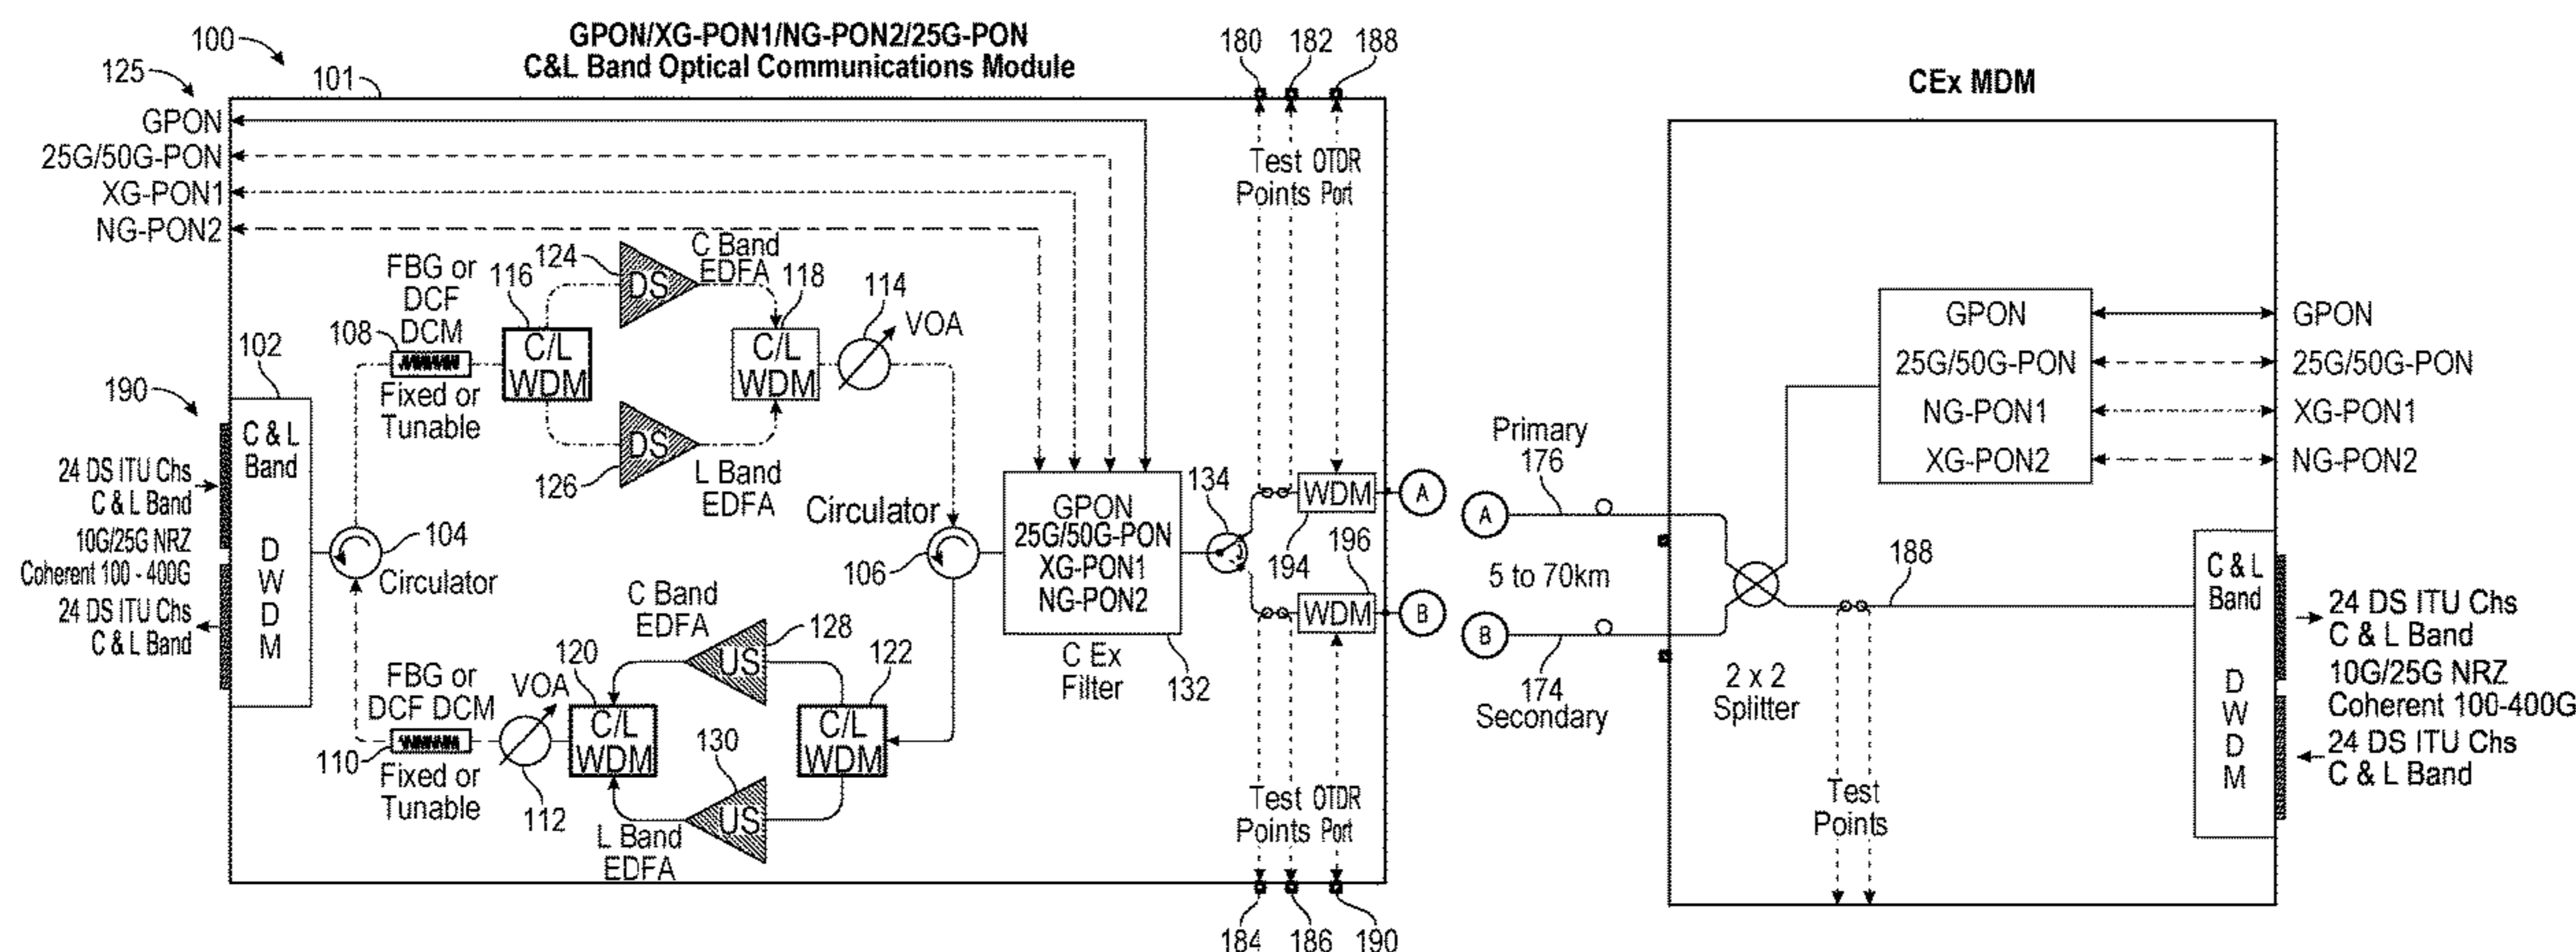 GPON/XG-PON1/NG-PON2/25G-PON
C&L Band Optical Communications Module
100
125
101
180
182
188
CEx MDM
GPON
25G/50G-PON
XG-PON1
NG-PON2
Test
Points
OTDR
Port
FBG or
DCF
DCM
108
Fixed or
Tunable
116
124
DS
C Band
EDFA
118
114
VOA
C/L
WDM
C/L
WDM
DS
126
L Band
EDFA
102
190
C & L
Band
D
W
D
M
24 DS ITU Chs
C & L Band
10G/25G NRZ
Coherent 100 - 400G
24 DS ITU Chs
C & L Band
104
Circulator
Circulator
106
GPON
25G/50G-PON
XG-PON1
NG-PON2
C Ex
Filter
132
134
WDM
194
196
WDM
A
B
FBG or
DCF DCM
110
Fixed or
Tunable
VOA
112
120
C/L
WDM
C Band
EDFA
128
US
122
C/L
WDM
130
US
L Band
EDFA
Test
Points
OTDR
Port
184
186
190
Primary
176
A
5 to 70km
B
174
Secondary
2 x 2
Splitter
188
Test
Points
GPON
25G/50G-PON
NG-PON1
XG-PON2
GPON
25G/50G-PON
XG-PON1
NG-PON2
C & L
Band
D
W
D
M
24 DS ITU Chs
C & L Band
10G/25G NRZ
Coherent 100-400G
24 DS ITU Chs
C & L Band